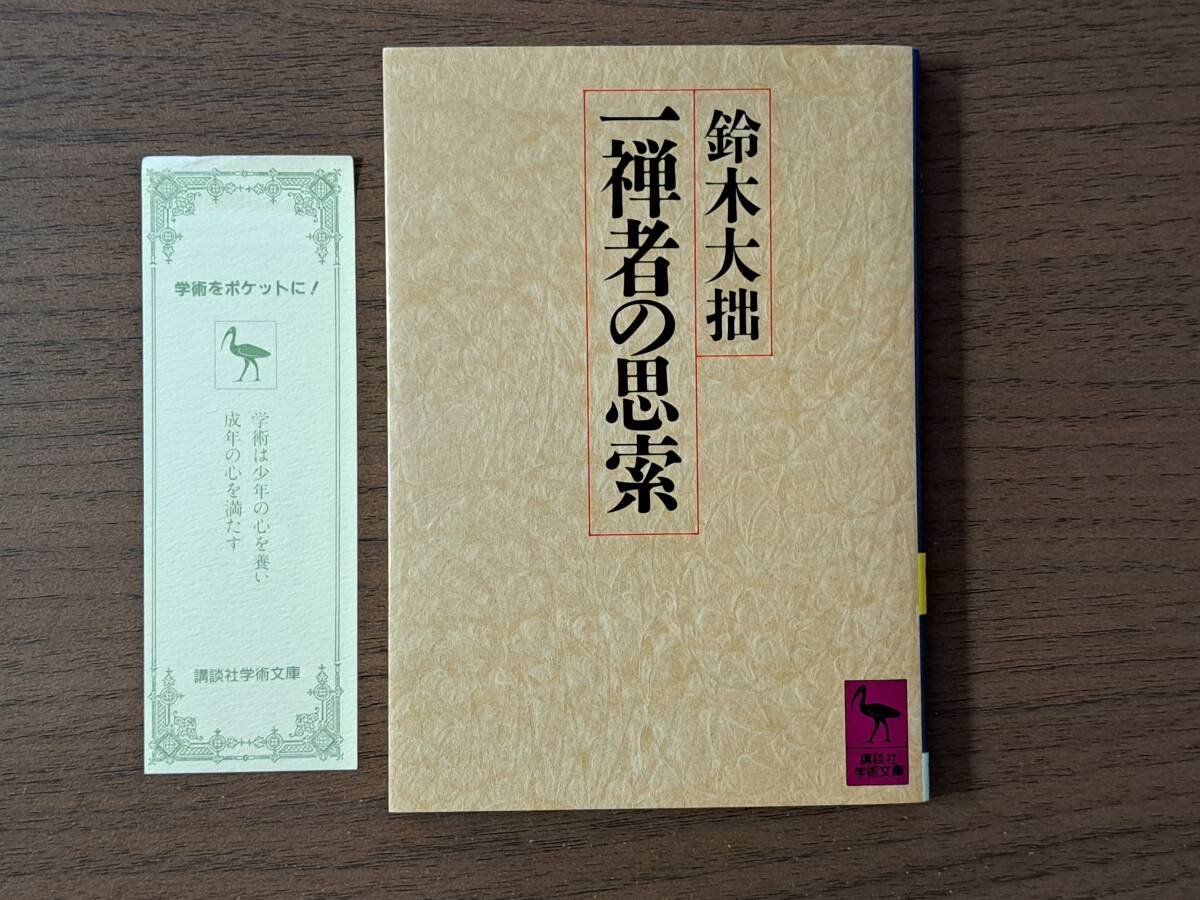 学術をポケットに!
学術は少年の心を養い
成年の心を満たす
講談社学術文庫
鈴木大拙
一禅者の思索
講談社
学術文庫